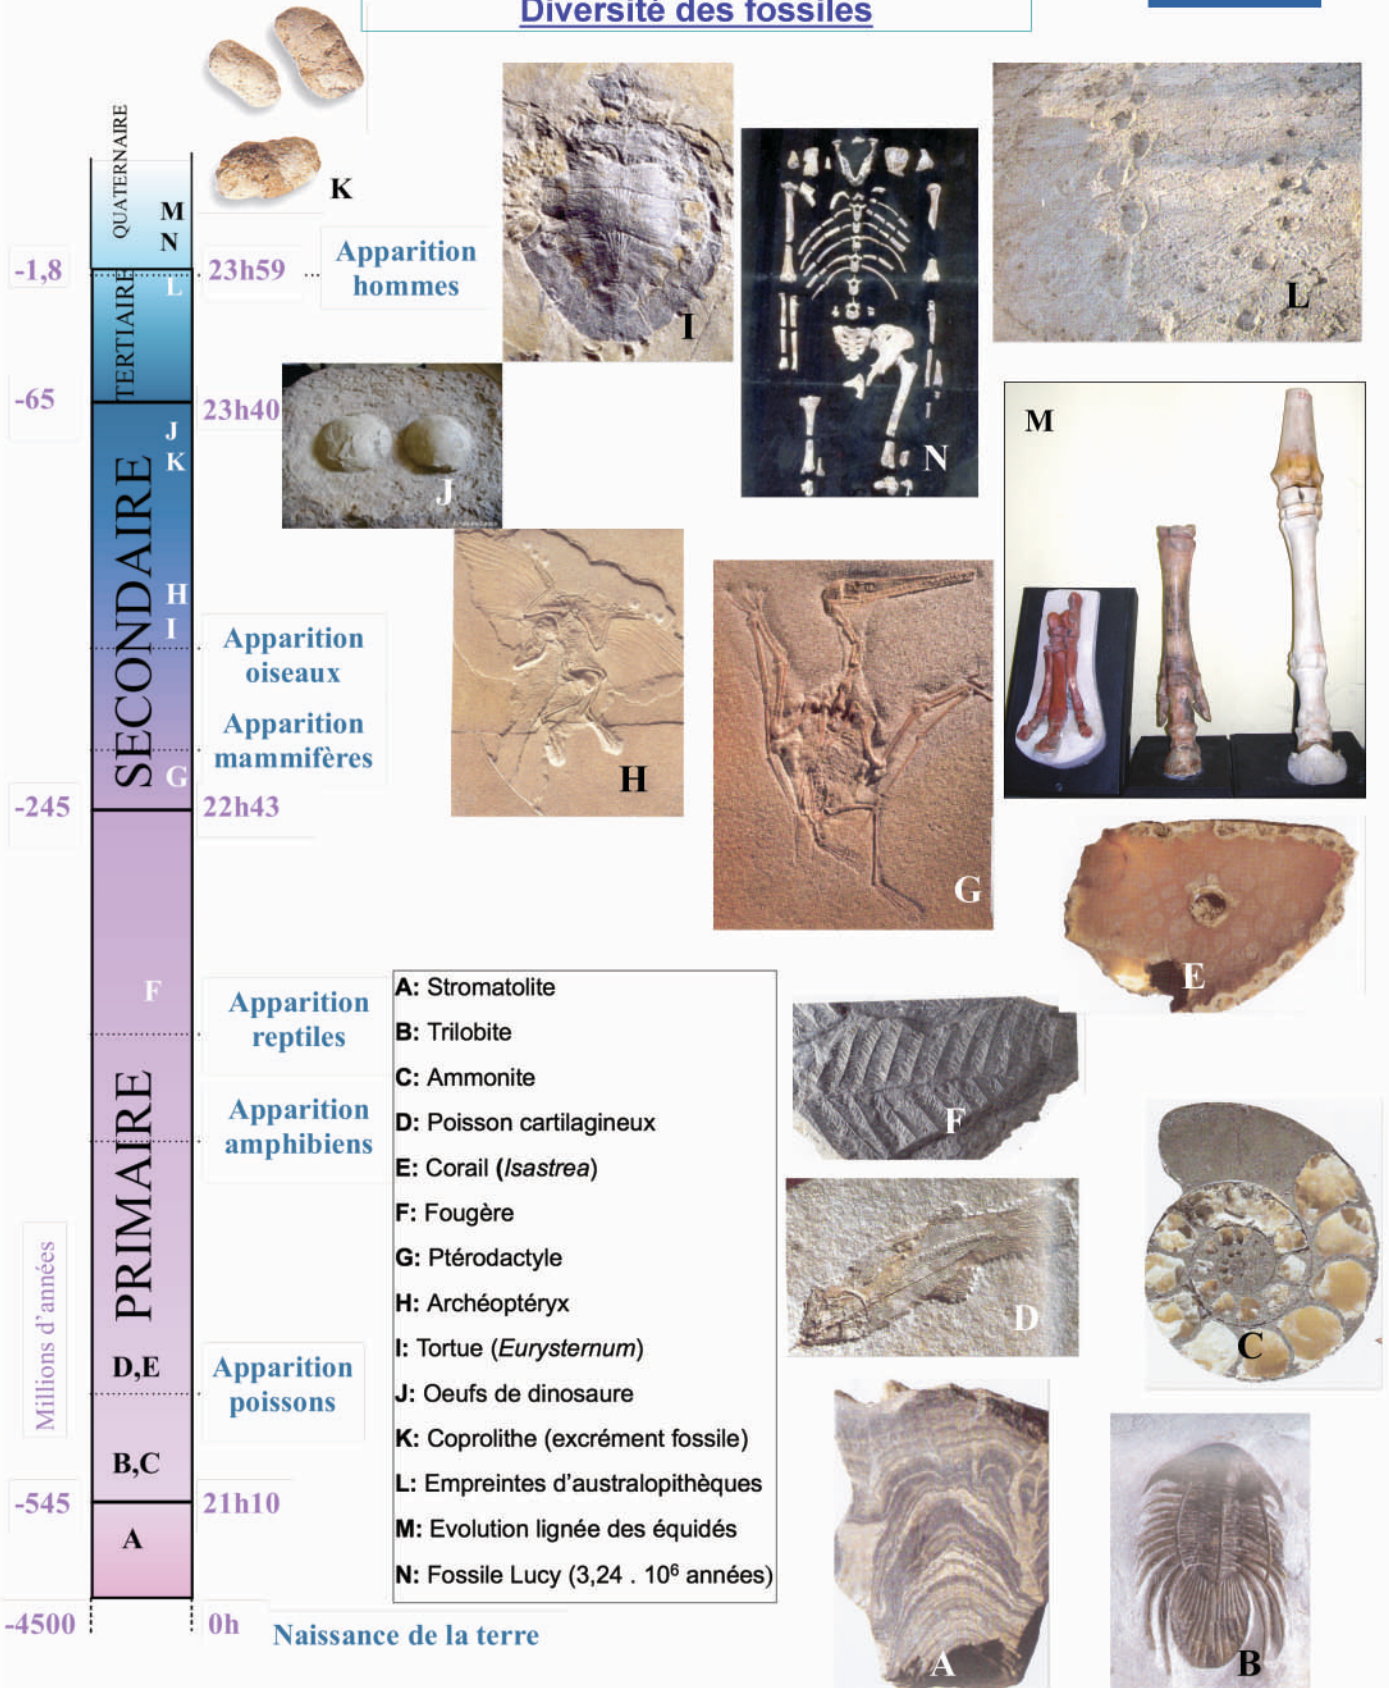 Diversité des fossiles
K
QUATERNAIRE
M
N
-1,8
23h59
Apparition
hommes
L
TERTIAIRE
-65
23h40
I
N
L
J
M
J
K
SECONDAIRE
H
I
Apparition
oiseaux
Apparition
mammifères
G
-245
22h43
H
G
E
F
Apparition
reptiles
Apparition
amphibiens
PRIMAIRE
Millions d'années
D,E
Apparition
poissons
B,C
-545
21h10
A
-4500
0h
Naissance de la terre
A: Stromatolite
B: Trilobite
C: Ammonite
D: Poisson cartilagineux
E: Corail (Isastrea)
F: Fougère
G: Ptérodactyle
H: Archéoptéryx
I: Tortue (Eurysternum)
J: Oeufs de dinosaure
K: Coprolithe (excrément fossile)
L: Empreintes d'australopithèques
M: Evolution lignée des équidés
N: Fossile Lucy (3,24 . 10⁶ années)
F
D
C
A
B